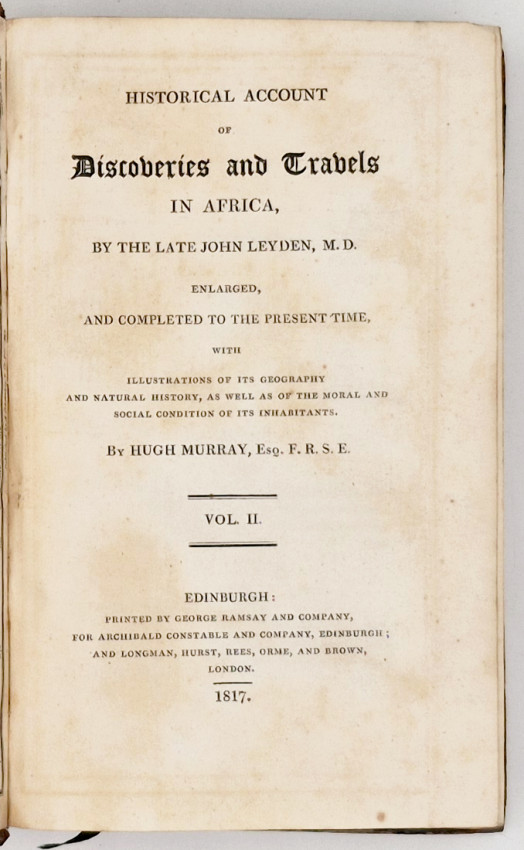 HISTORICAL ACCOUNT
OF
Discoveries and Travels
IN AFRICA,
BY THE LATE JOHN LEYDEN, M. D.
ENLARGED,
AND COMPLETED TO THE PRESENT TIME,
WITH
ILLUSTRATIONS OF ITS GEOGRAPHY
AND NATURAL HISTORY, AS WELL AS OF THE MORAL AND
SOCIAL CONDITION OF ITS INHABITANTS.
By HUGH MURRAY, Esq. F. R. S. E.
VOL. II.
EDINBURGH:
PRINTED BY GEORGE RAMSAY AND COMPANY,
FOR ARCHIBALD CONSTABLE AND COMPANY, EDINBURGH;
AND LONGMAN, HURST, REES, ORME, AND BROWN,
LONDON.
1817.